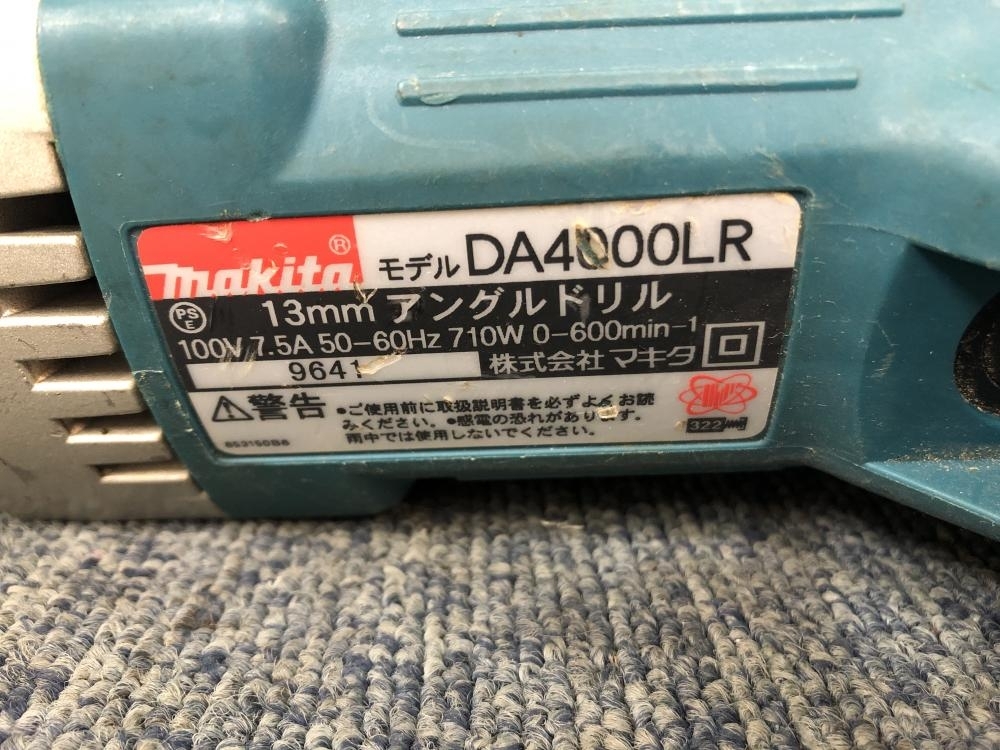 makita®
モデル DA4000LR
PS E
13mm アングルドリル
100V 7.5A 50-60Hz 710W 0-600min-1
9641
株式会社 マキタ
警告
•ご使用前に取扱説明書を必ずよくお読
みください。•感電の恐れがあります。
雨中では使用しないでください。
322